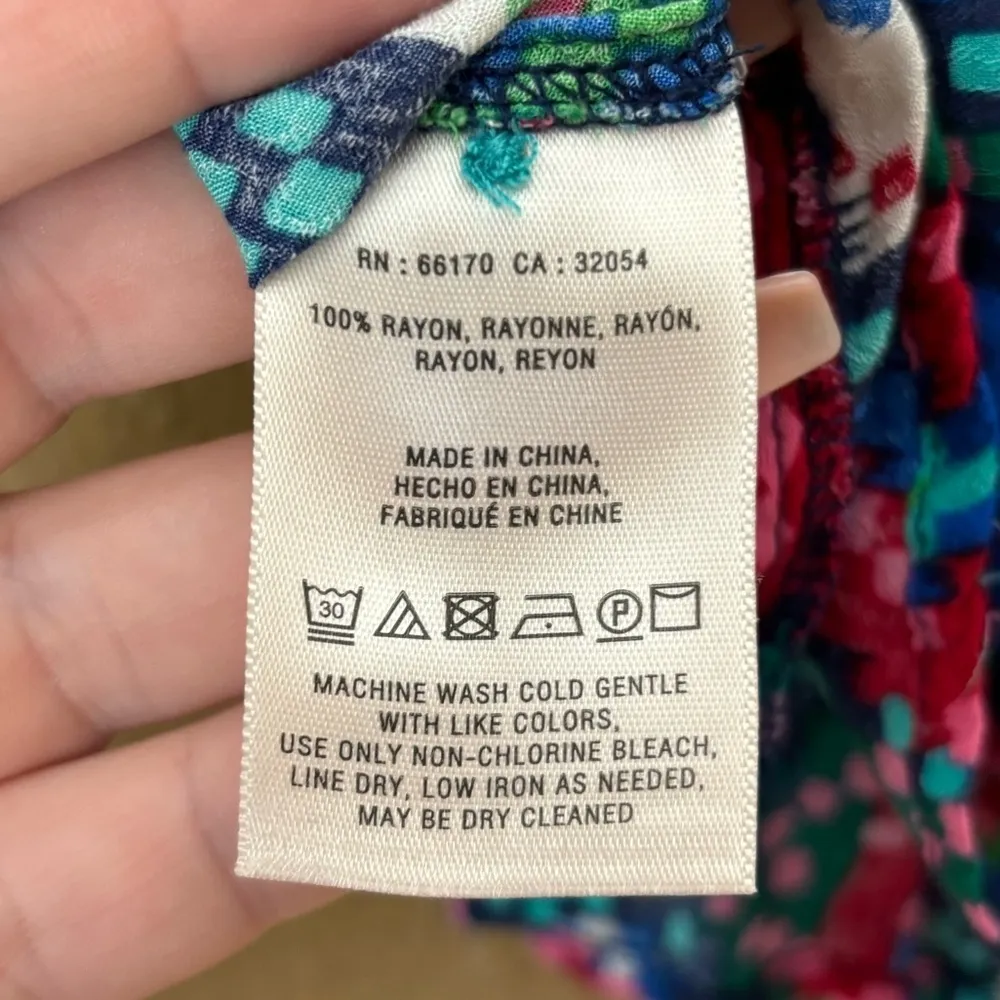 RN : 66170 CA : 32054
100% RAYON, RAYONNE, RAYÓN,
RAYON, REYON
MADE IN CHINA,
HECHO EN CHINA,
FABRIQUÉ EN CHINE
30 P
MACHINE WASH COLD GENTLE
WITH LIKE COLORS,
USE ONLY NON-CHLORINE BLEACH,
LINE DRY, LOW IRON AS NEEDED,
MAY BE DRY CLEANED